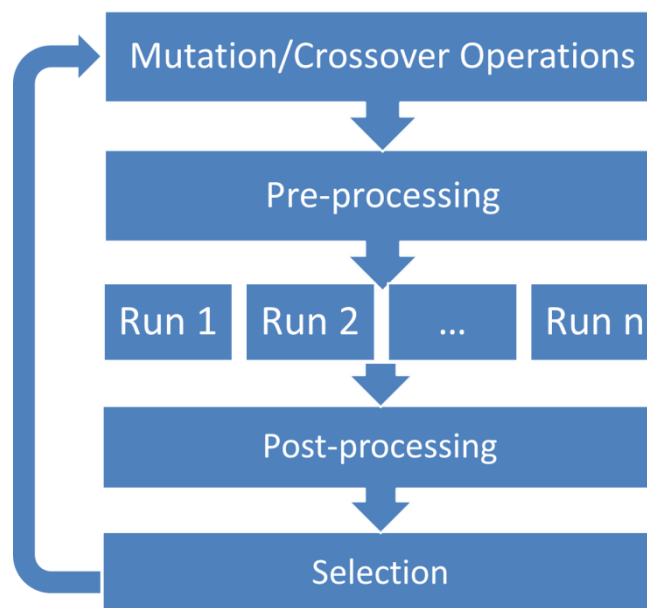 Mutation/Crossover Operations
Pre-processing
Run 1 Run 2 ... Run n
Post-processing
Selection